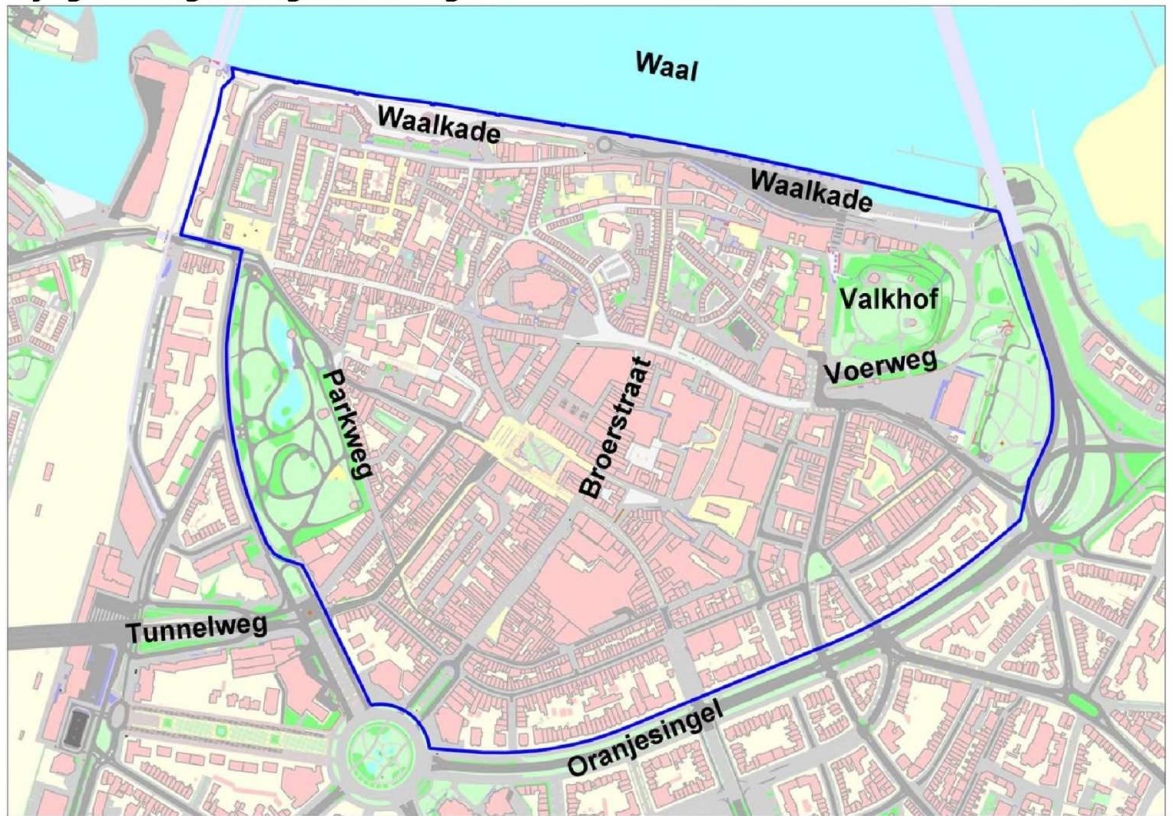 Waal
Waalkade
Waalkade
Valkhof
Voerweg
Parkweg
Broerstraat
Tunnelweg
Oranjesingel